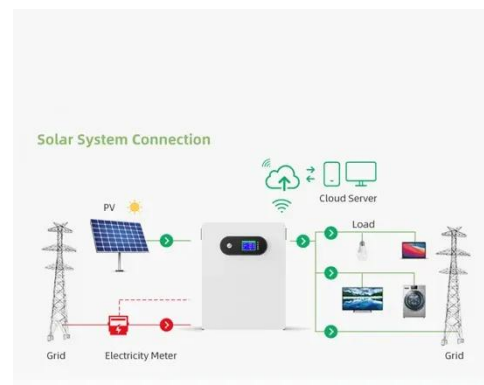 Solar System Connection
Cloud Server
PV
Load
Grid
Electricity Meter
Grid